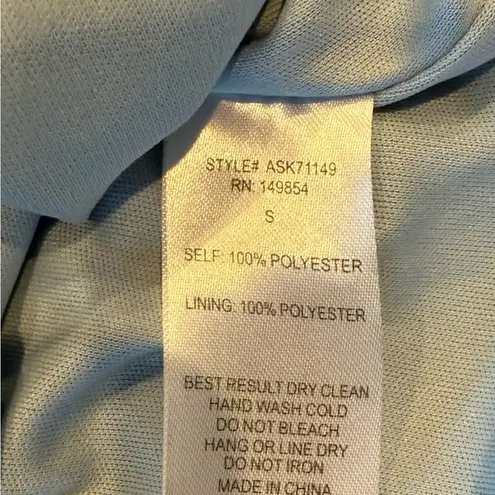 STYLE# ASK71149
RN: 149854
S
SELF: 100% POLYESTER
LINING: 100% POLYESTER
BEST RESULT DRY CLEAN
HAND WASH COLD
DO NOT BLEACH
HANG OR LINE DRY
DO NOT IRON
MADE IN CHINA